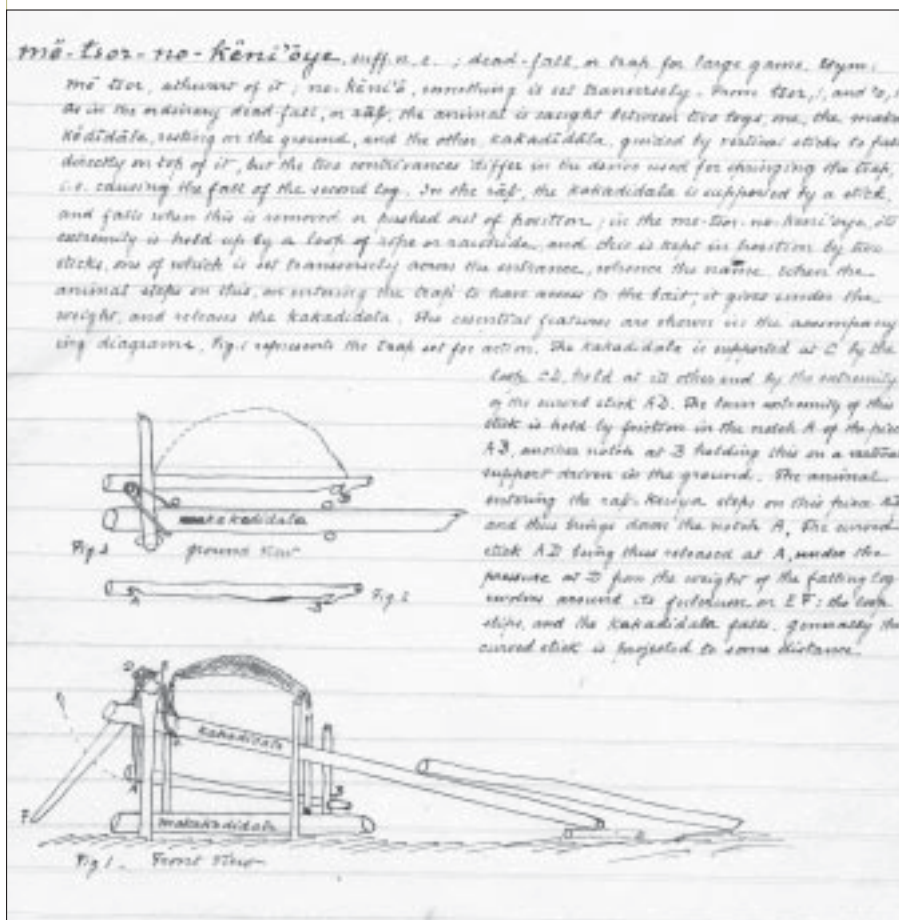 mĕ-tsor-no-kĕni'ŏye, suff. n. c. ; dead-fall, or trap for large game. Etym:
mĕ tsor, athwart of it; no-kĕni'ŏ, something is set transversely. From tsor, /, and 'o, /
As in the ordinary dead-fall, or răf, the animal is caught between two logs, one, the maka
kădĭdăla, resting on the ground, and the other, kakadĭdăla, guided by vertical sticks to fall
directly on top of it, but the two contrivances differ in the device used for springing the trap,
i.e. causing the fall of the second log. In the răf, the kakadidala is supported by a stick,
and falls when this is removed or pushed out of position; in the me-tsor-no-keni'oye, its
extremity is held up by a loop of rope or rawhide, and this is kept in position by two
sticks, one of which is set transversely across the entrance, whence the name. When the
animal steps on this, on entering the trap to have access to the bait, it gives under the
weight, and releases the kakadidala. The essential features are shown in the accompany
ing diagrams. Fig. 1 represents the trap set for action. The kakadidala is supported at C by the
loop CD, held at its other end by the extremity
of the curved stick AD. The lower extremity of this
stick is held by friction in the notch A of the piece
AB, another notch at B holding this on a vertical
support driven in the ground. The animal
entering the raf-keniya steps on this piece AB
and thus brings down the notch A. The curved
stick AD being thus released at A, under the
pressure at D from the weight of the falling log
revolves around its fulcrum on EF: the loop
slips, and the kakadidala falls. Generally the
curved stick is projected to some distance.
B
makakadidala
Fig. 3 ground view
A B Fig. 2
D E
C
kakadidala
A B
F
makakadidala
Fig. 1 - Front view